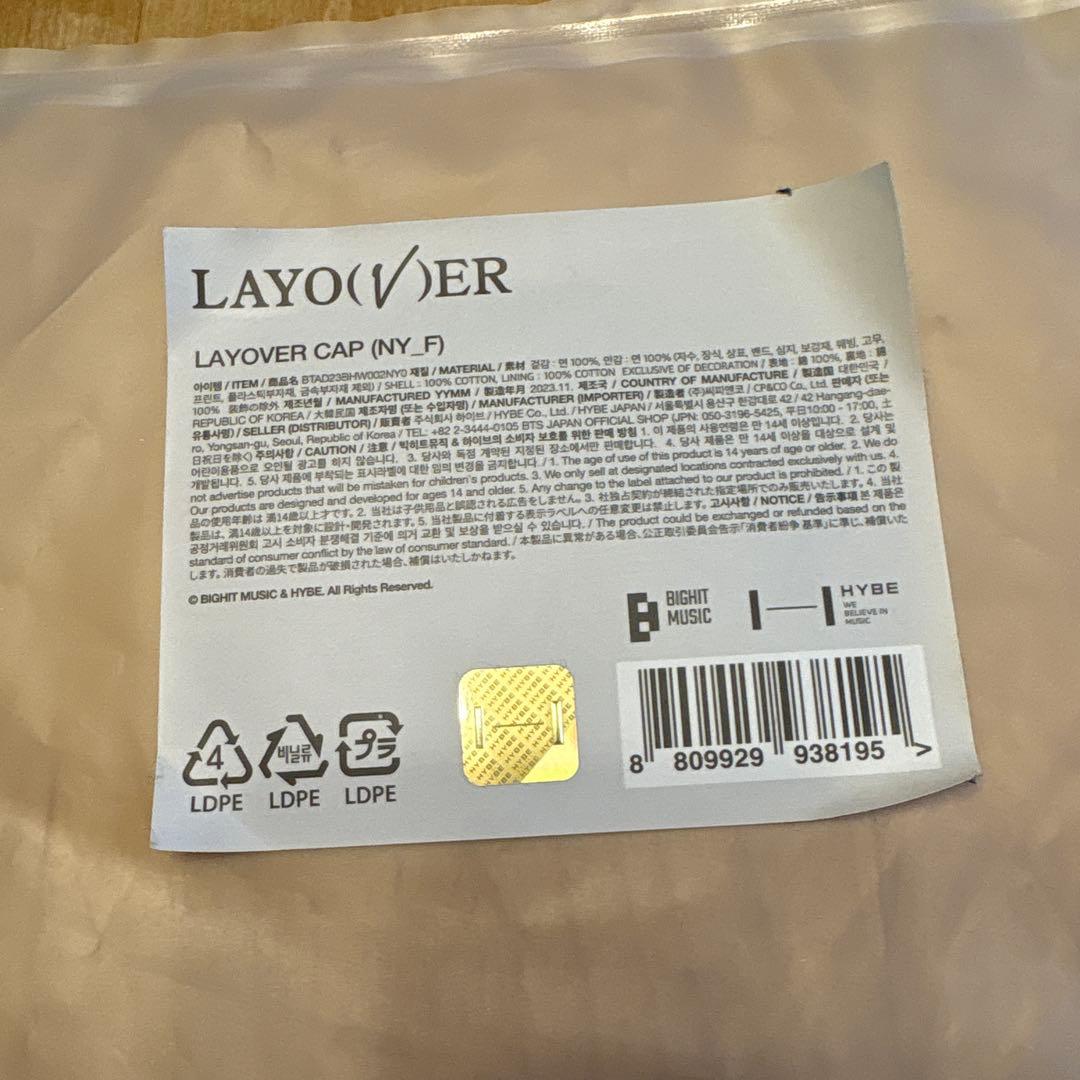 LAYO(V)ER
LAYOVER CAP (NY_F)
아이템 / ITEM / 商品名 BTAD23BHW002NY0 재질 / MATERIAL / 素材 겉감 : 면 100%, 안감 : 면 100% (자수, 장식, 상표, 밴드, 심지, 보강재, 웨빙, 고무,
프린트, 플라스틱부자재, 금속부자재 제외) / SHELL : 100% COTTON, LINING : 100% COTTON EXCLUSIVE OF DECORATION / 表地 : 綿 100%, 裏地 : 綿
100% 装飾の除外 제조년월 / MANUFACTURED YYMM / 製造年月 2023.11. 제조국 / COUNTRY OF MANUFACTURE / 製造国 대한민국 /
REPUBLIC OF KOREA / 大韓民国 제조자명 (또는 수입자명) / MANUFACTURER (IMPORTER) / 製造者 (주)씨피앤코 / CP&CO Co., Ltd. 판매자 (또는
유통사명) / SELLER (DISTRIBUTOR) / 販賣者 주식회사 하이브 / HYBE Co., Ltd. / HYBE JAPAN / 서울특별시 용산구 한강대로 42 / 42 Hangang-dae-
ro, Yongsan-gu, Seoul, Republic of Korea / TEL: +82 2-3444-0105 BTS JAPAN OFFICIAL SHOP (JPN: 050-3196-5425, 平日10:00 - 17:00, 土
日祝日を除く) 주의사항 / CAUTION / 注意 / 빅히트뮤직 & 하이브의 소비자 보호를 위한 판매 방침 1. 이 제품의 사용연령은 만 14세 이상입니다. 2. 당사는
어린이용품으로 오인될 광고를 하지 않습니다. 3. 당사와 독점 계약된 지정된 장소에서만 판매합니다. 4. 당사 제품은 만 14세 이상을 대상으로 설계 및
개발됩니다. 5. 당사 제품에 부착되는 표시라벨에 대한 임의 변경을 금지합니다. / 1. The age of use of this product is 14 years of age or older. 2. We do
not advertise products that will be mistaken for children's products. 3. We only sell at designated locations contracted exclusively with us. 4.
Our products are designed and developed for ages 14 and older. 5. Any change to the label attached to our product is prohibited. / 1. この製
品の使用年齢は満14歳以上才です。2. 当社は子供用品と誤認される広告をしません。3. 社独占契約が締結された指定場所でのみ販売いたします。4. 当社
製品は、満14歳以上を対象に設計・開発されます。5. 当社製品に付着する表示ラベルへの任意変更は禁止します。고시사항 / NOTICE / 告示事項 본 제품은
공정거래위원회 고시 소비자 분쟁해결 기준에 의거 교환 및 보상을 받으실 수 있습니다. / The product could be exchanged or refunded based on the
standard of consumer conflict by the law of consumer standard. / 本製品に異常がある場合、公正取引委員会告示「消費者紛争 基準」に準じ、補償いた
します。消費者の過失で製品が破損された場合、補償はいたしかねます。
© BIGHIT MUSIC & HYBE. All Rights Reserved.
BIGHIT
MUSIC
HYBE
WE
BELIEVE IN
MUSIC
4
LDPE
비닐류
LDPE
プラ
LDPE
8 809929 938195 >